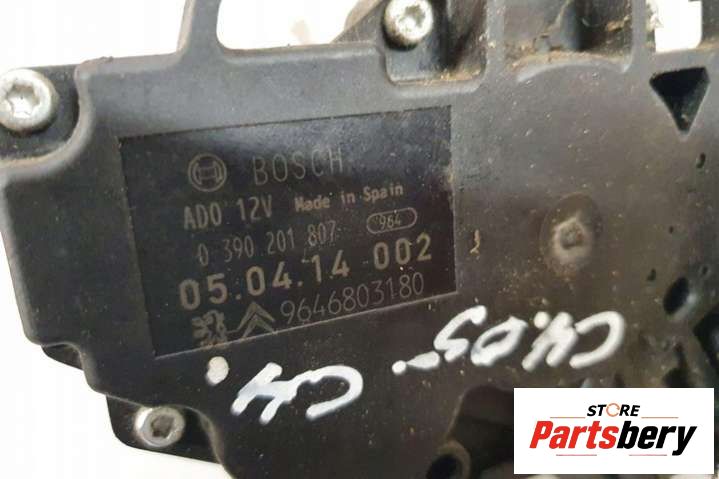 BOSCH
AD0 12V Made in Spain
0 390 201 807 964
05.04.14 002
9646803180
C4.05
C4.
STORE
Partsbery